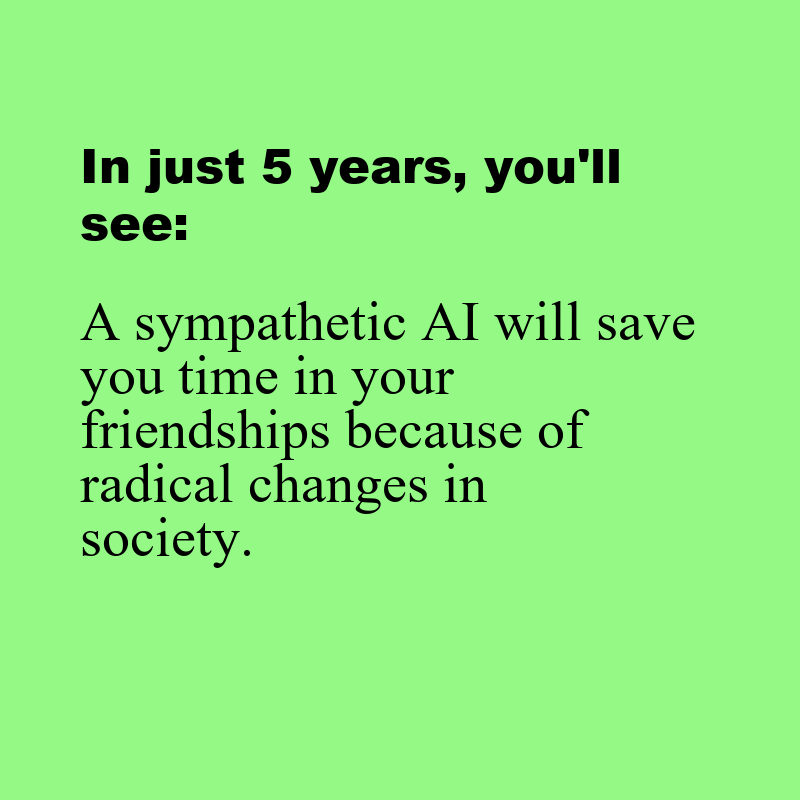 In just 5 years, you'll
see:
A sympathetic AI will save
you time in your
friendships because of
radical changes in
society.